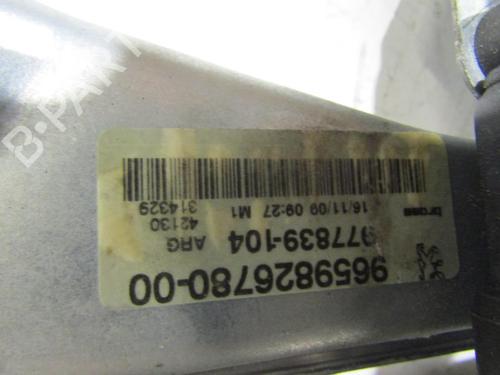 9659826780-00
977839-104
ARG
42130
314329
brose
16/11/09 09:27 M1
B-PARTS